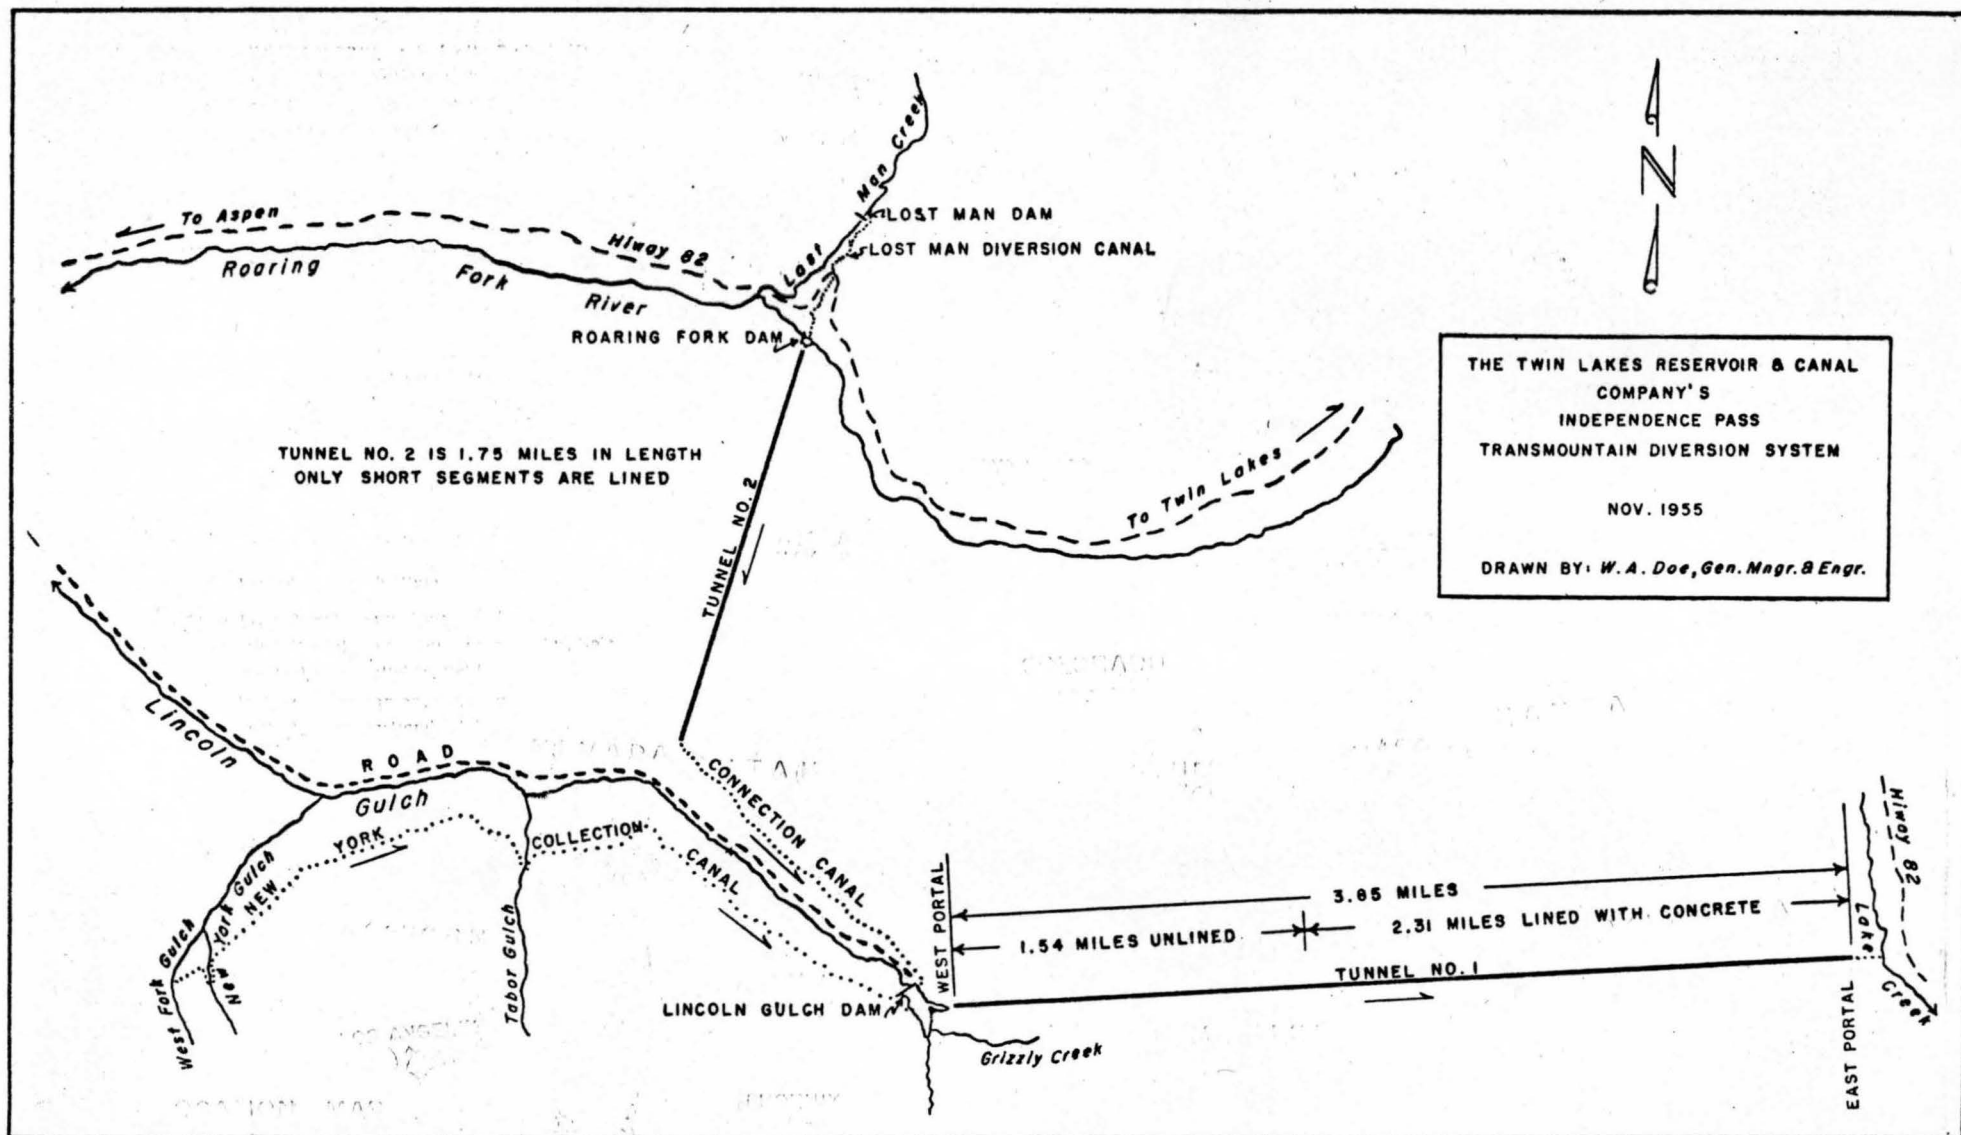 Lost Man Creek
LOST MAN DAM
LOST MAN DIVERSION CANAL
N
To Aspen
Hiway 82
Roaring Fork River
ROARING FORK DAM
THE TWIN LAKES RESERVOIR & CANAL
COMPANY'S
INDEPENDENCE PASS
TRANSMOUNTAIN DIVERSION SYSTEM
NOV. 1955
DRAWN BY: W.A. Doe, Gen. Mngr. & Engr.
TUNNEL NO. 2 IS 1.75 MILES IN LENGTH
ONLY SHORT SEGMENTS ARE LINED
TUNNEL NO. 2
To Twin Lakes
Lincoln Gulch
ROAD
CONNECTION CANAL
NEW YORK COLLECTION CANAL
West Fork Gulch
New York Gulch
Tabor Gulch
LINCOLN GULCH DAM
Grizzly Creek
WEST PORTAL
3.85 MILES
1.54 MILES UNLINED
2.31 MILES LINED WITH CONCRETE
TUNNEL NO. 1
EAST PORTAL
Lake Creek
Hiway 82